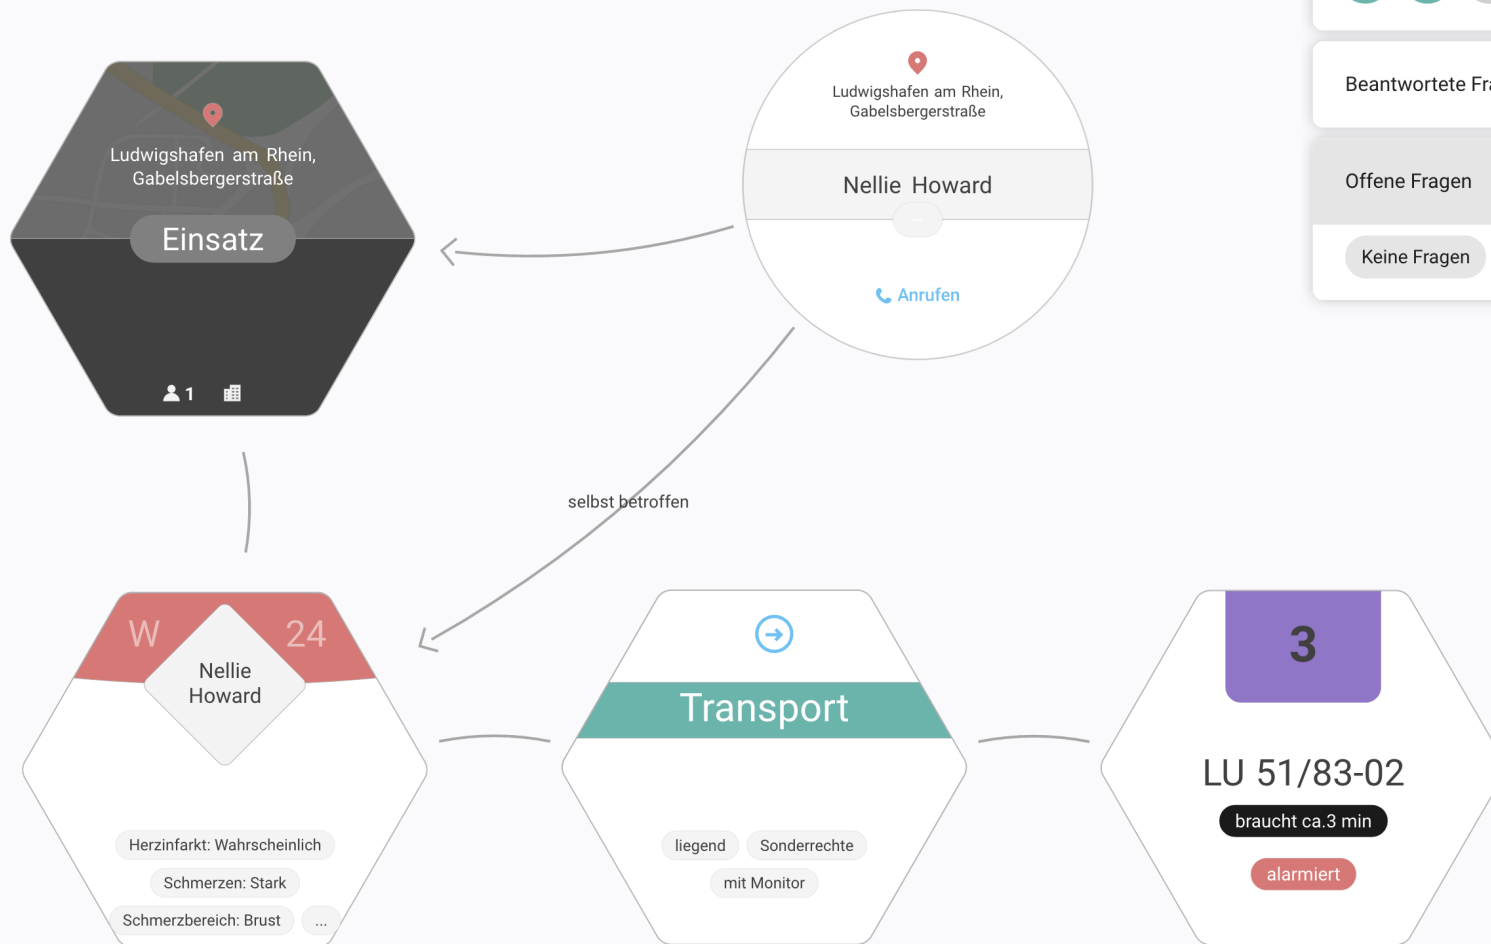 Ludwigshafen am Rhein,
Gabelsbergerstraße
Einsatz
1
Ludwigshafen am Rhein,
Gabelsbergerstraße
Nellie Howard
Anrufen
Beantwortete Fra
Offene Fragen
Keine Fragen
selbst betroffen
W 24
Nellie
Howard
Herzinfarkt: Wahrscheinlich
Schmerzen: Stark
Schmerzbereich: Brust ...
Transport
liegend Sonderrechte
mit Monitor
3
LU 51/83-02
braucht ca.3 min
alarmiert